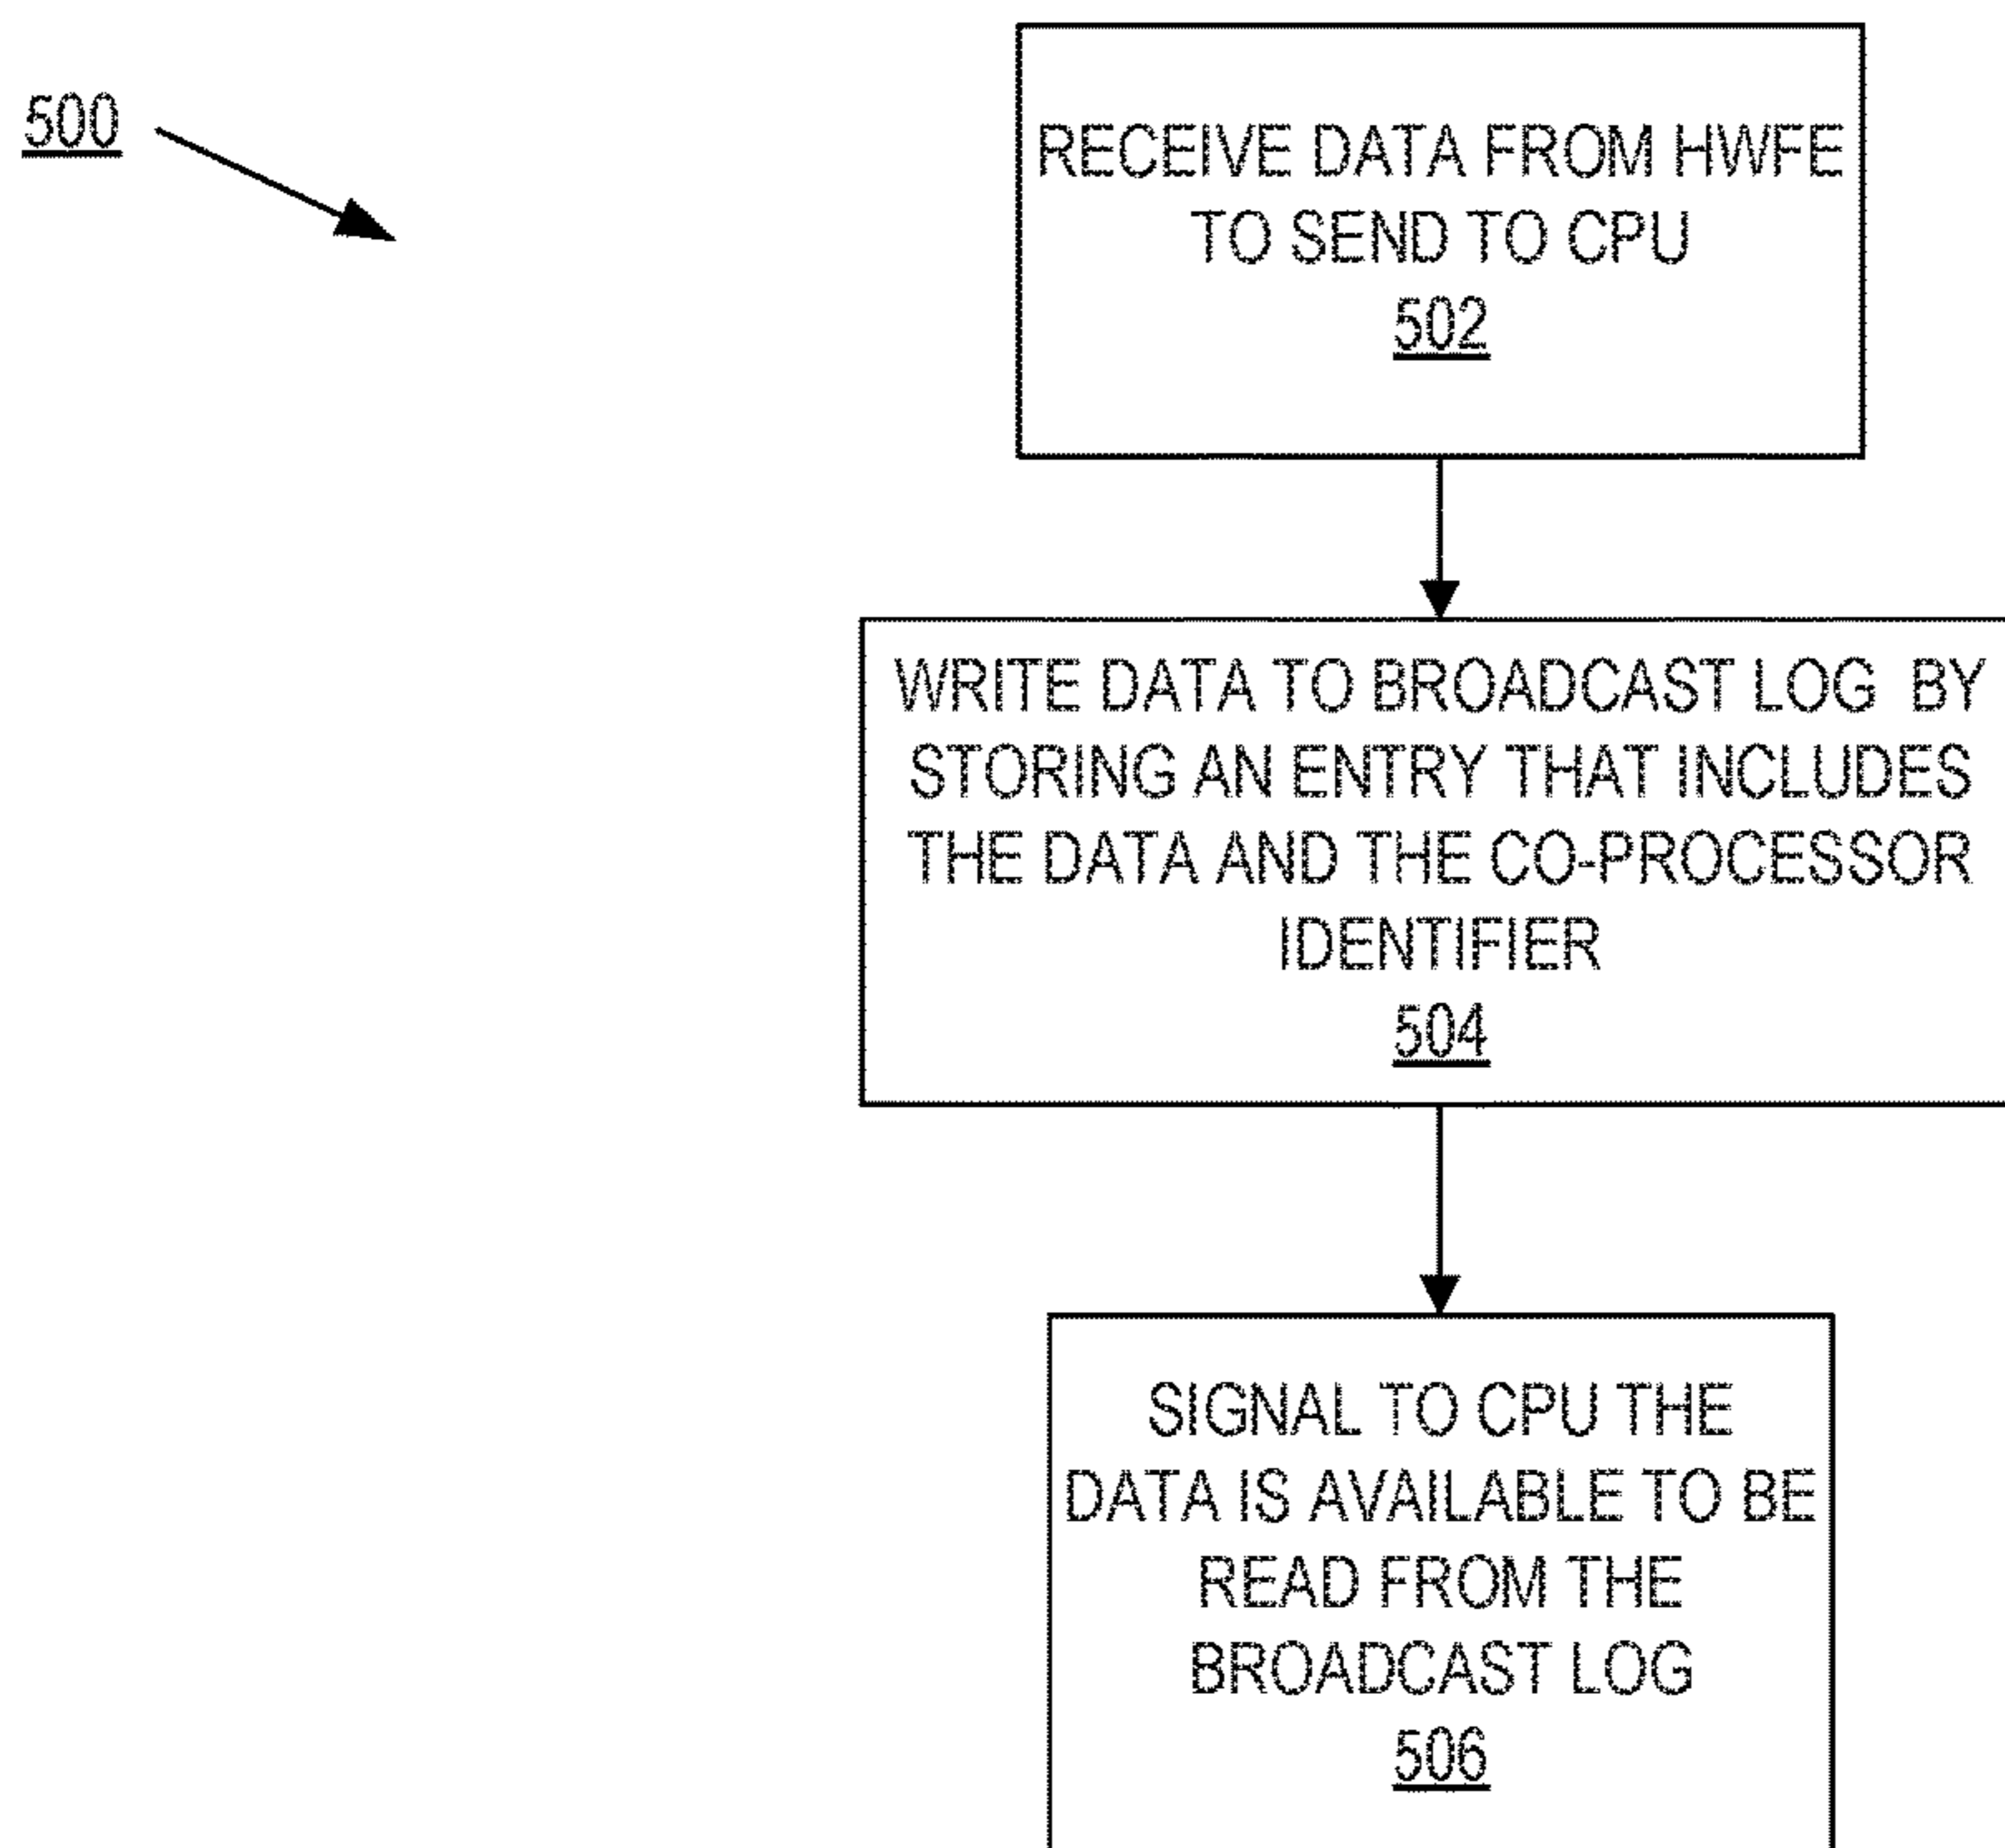 500
RECEIVE DATA FROM HWFE
TO SEND TO CPU
502
WRITE DATA TO BROADCAST LOG BY
STORING AN ENTRY THAT INCLUDES
THE DATA AND THE CO-PROCESSOR
IDENTIFIER
504
SIGNAL TO CPU THE
DATA IS AVAILABLE TO BE
READ FROM THE
BROADCAST LOG
506